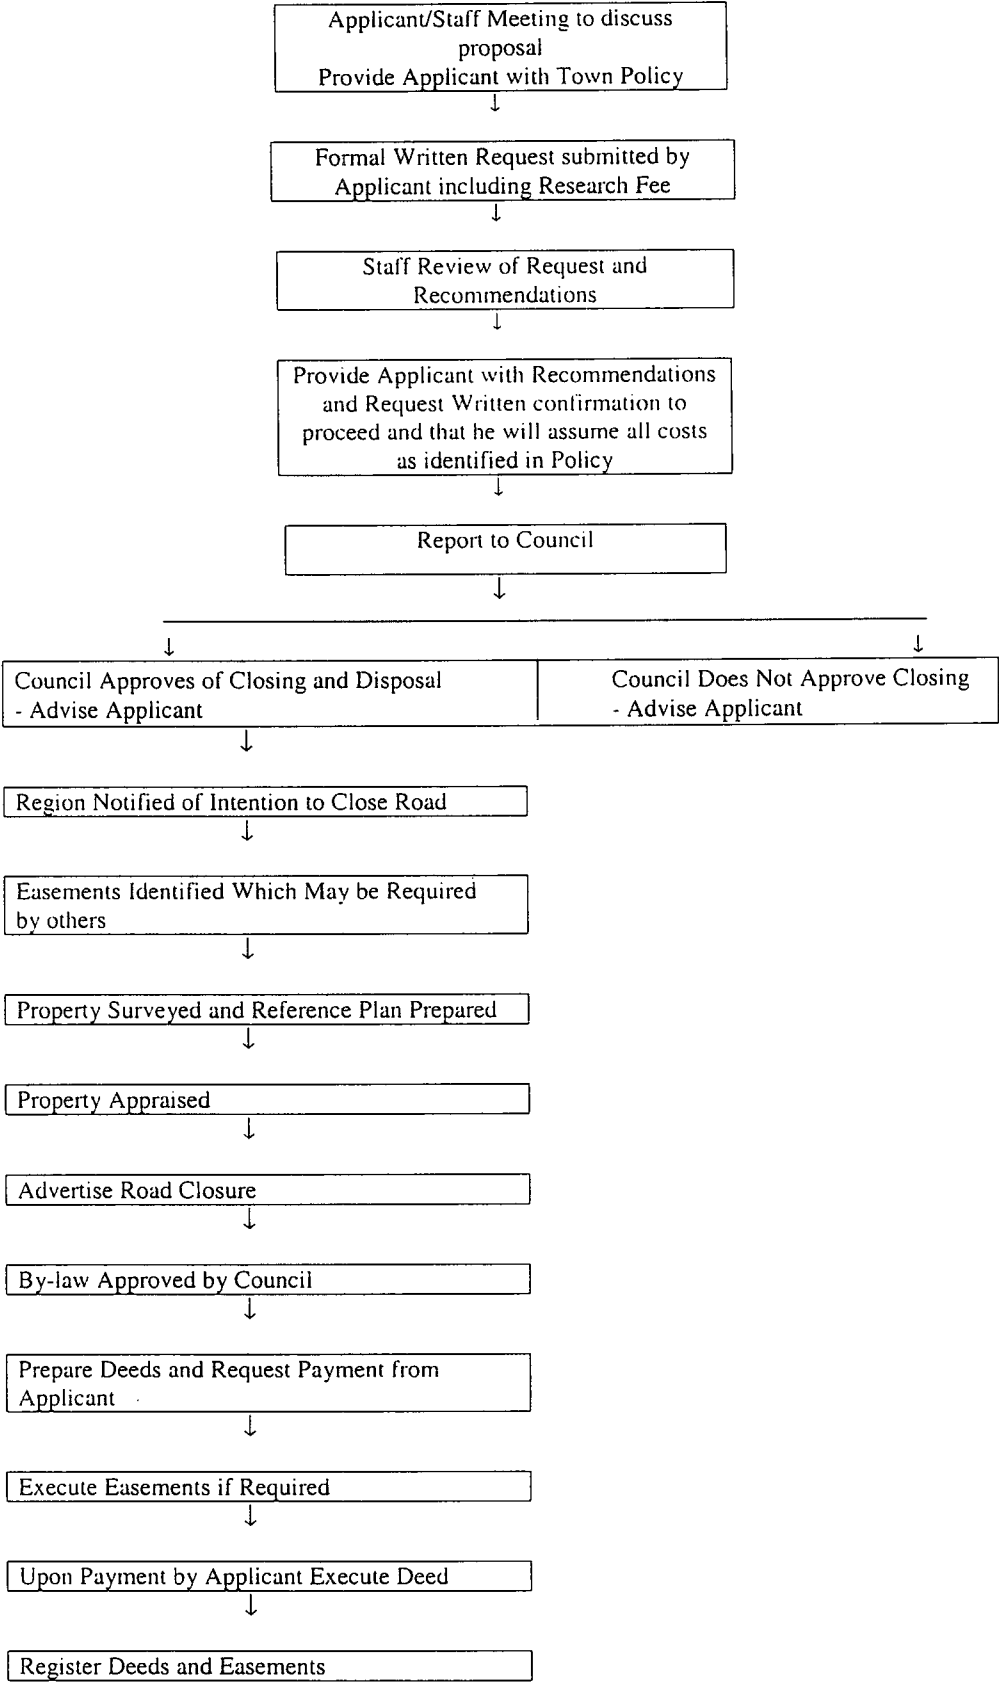 Applicant/Staff Meeting to discuss
proposal
Provide Applicant with Town Policy
Formal Written Request submitted by
Applicant including Research Fee
Staff Review of Request and
Recommendations
Provide Applicant with Recommendations
and Request Written confirmation to
proceed and that he will assume all costs
as identified in Policy
Report to Council
Council Approves of Closing and Disposal
- Advise Applicant
Council Does Not Approve Closing
- Advise Applicant
Region Notified of Intention to Close Road
Easements Identified Which May be Required
by others
Property Surveyed and Reference Plan Prepared
Property Appraised
Advertise Road Closure
By-law Approved by Council
Prepare Deeds and Request Payment from
Applicant
Execute Easements if Required
Upon Payment by Applicant Execute Deed
Register Deeds and Easements